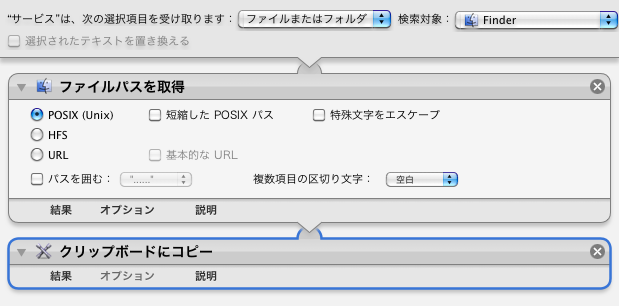 “サービス”は、次の選択項目を受け取ります： ファイルまたはフォルダ 検索対象： Finder
選択されたテキストを置き換える
ファイルパスを取得
POSIX (Unix) 短縮した POSIX パス 特殊文字をエスケープ
HFS
URL 基本的な URL
パスを囲む： "......" 複数項目の区切り文字： 空白
結果 オプション 説明
クリップボードにコピー
結果 オプション 説明